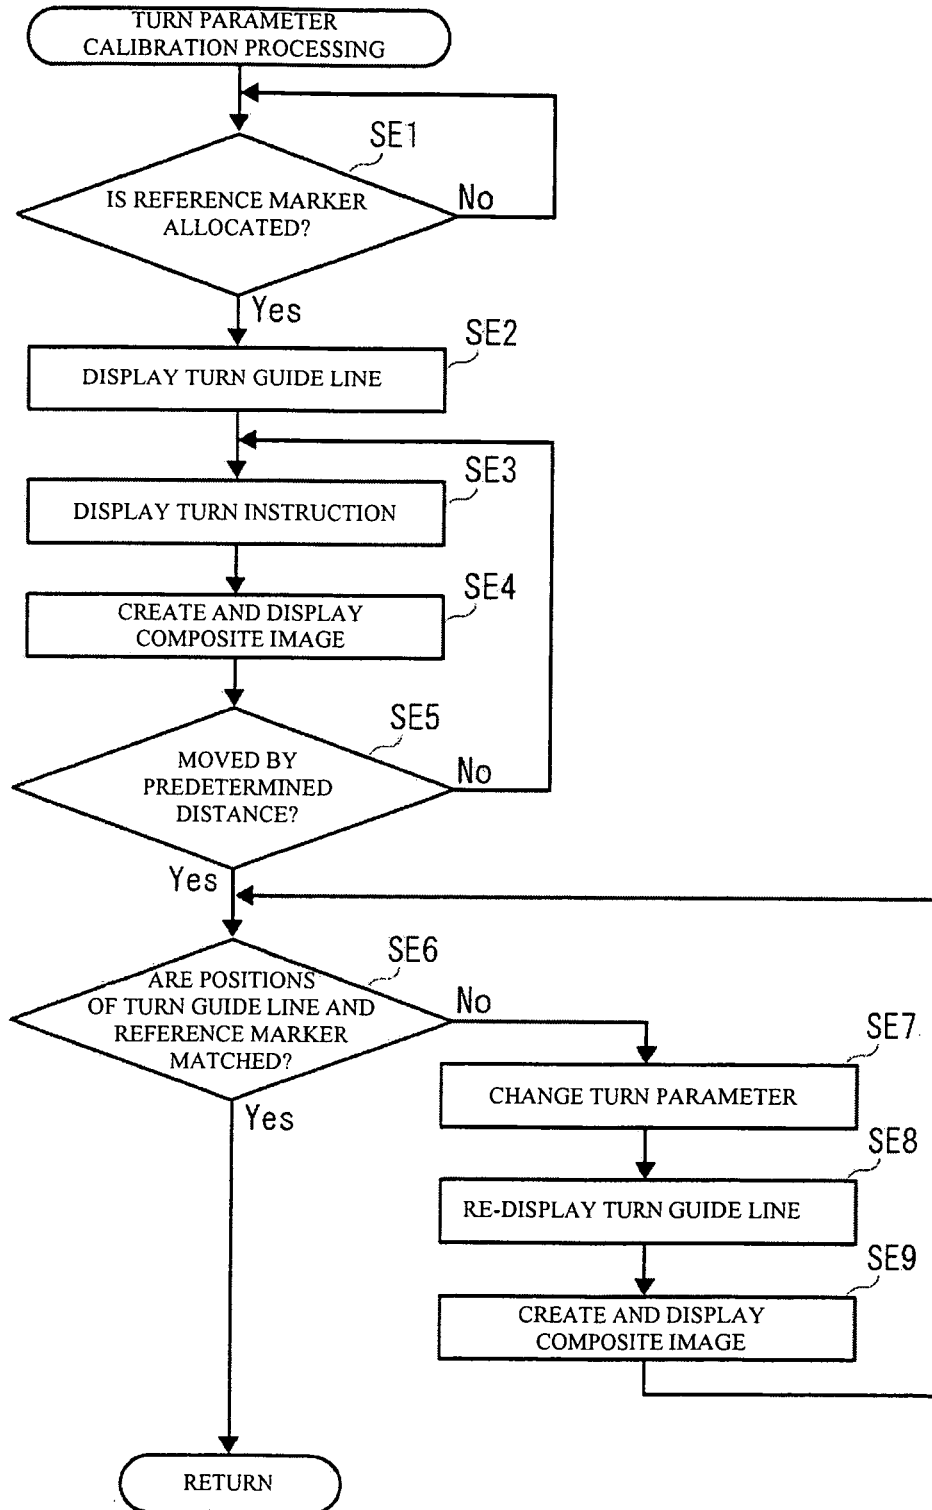 TURN PARAMETER
CALIBRATION PROCESSING
SE1
IS REFERENCE MARKER
ALLOCATED?
No
Yes
SE2
DISPLAY TURN GUIDE LINE
SE3
DISPLAY TURN INSTRUCTION
SE4
CREATE AND DISPLAY
COMPOSITE IMAGE
SE5
MOVED BY
PREDETERMINED
DISTANCE?
No
Yes
SE6
ARE POSITIONS
OF TURN GUIDE LINE AND
REFERENCE MARKER
MATCHED?
No
Yes
SE7
CHANGE TURN PARAMETER
SE8
RE-DISPLAY TURN GUIDE LINE
SE9
CREATE AND DISPLAY
COMPOSITE IMAGE
RETURN